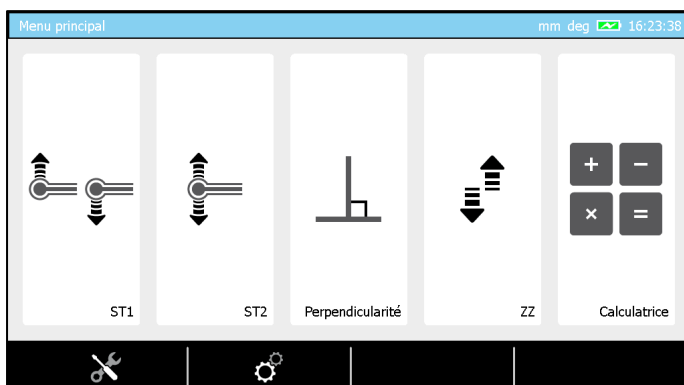 Menu principal mm deg 16:23:38
ST1 ST2 Perpendicularité ZZ Calculatrice